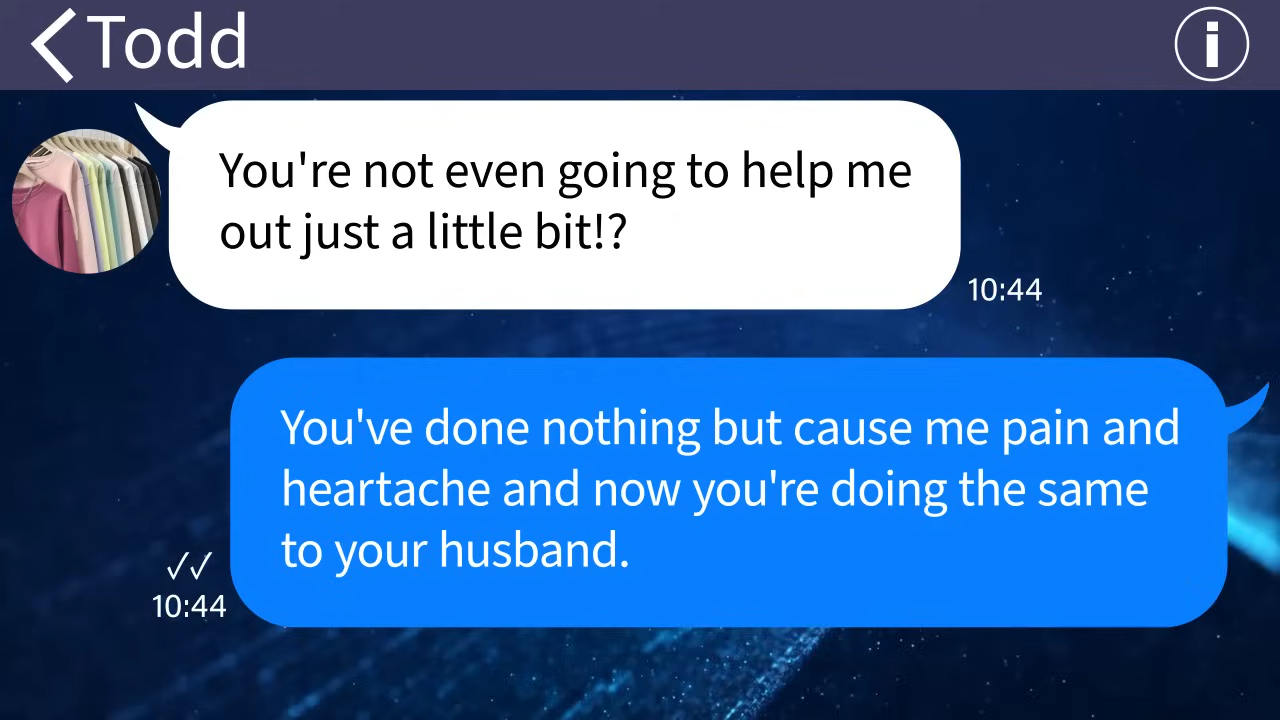 Todd
You're not even going to help me
out just a little bit!?
10:44
You've done nothing but cause me pain and
heartache and now you're doing the same
to your husband.
10:44